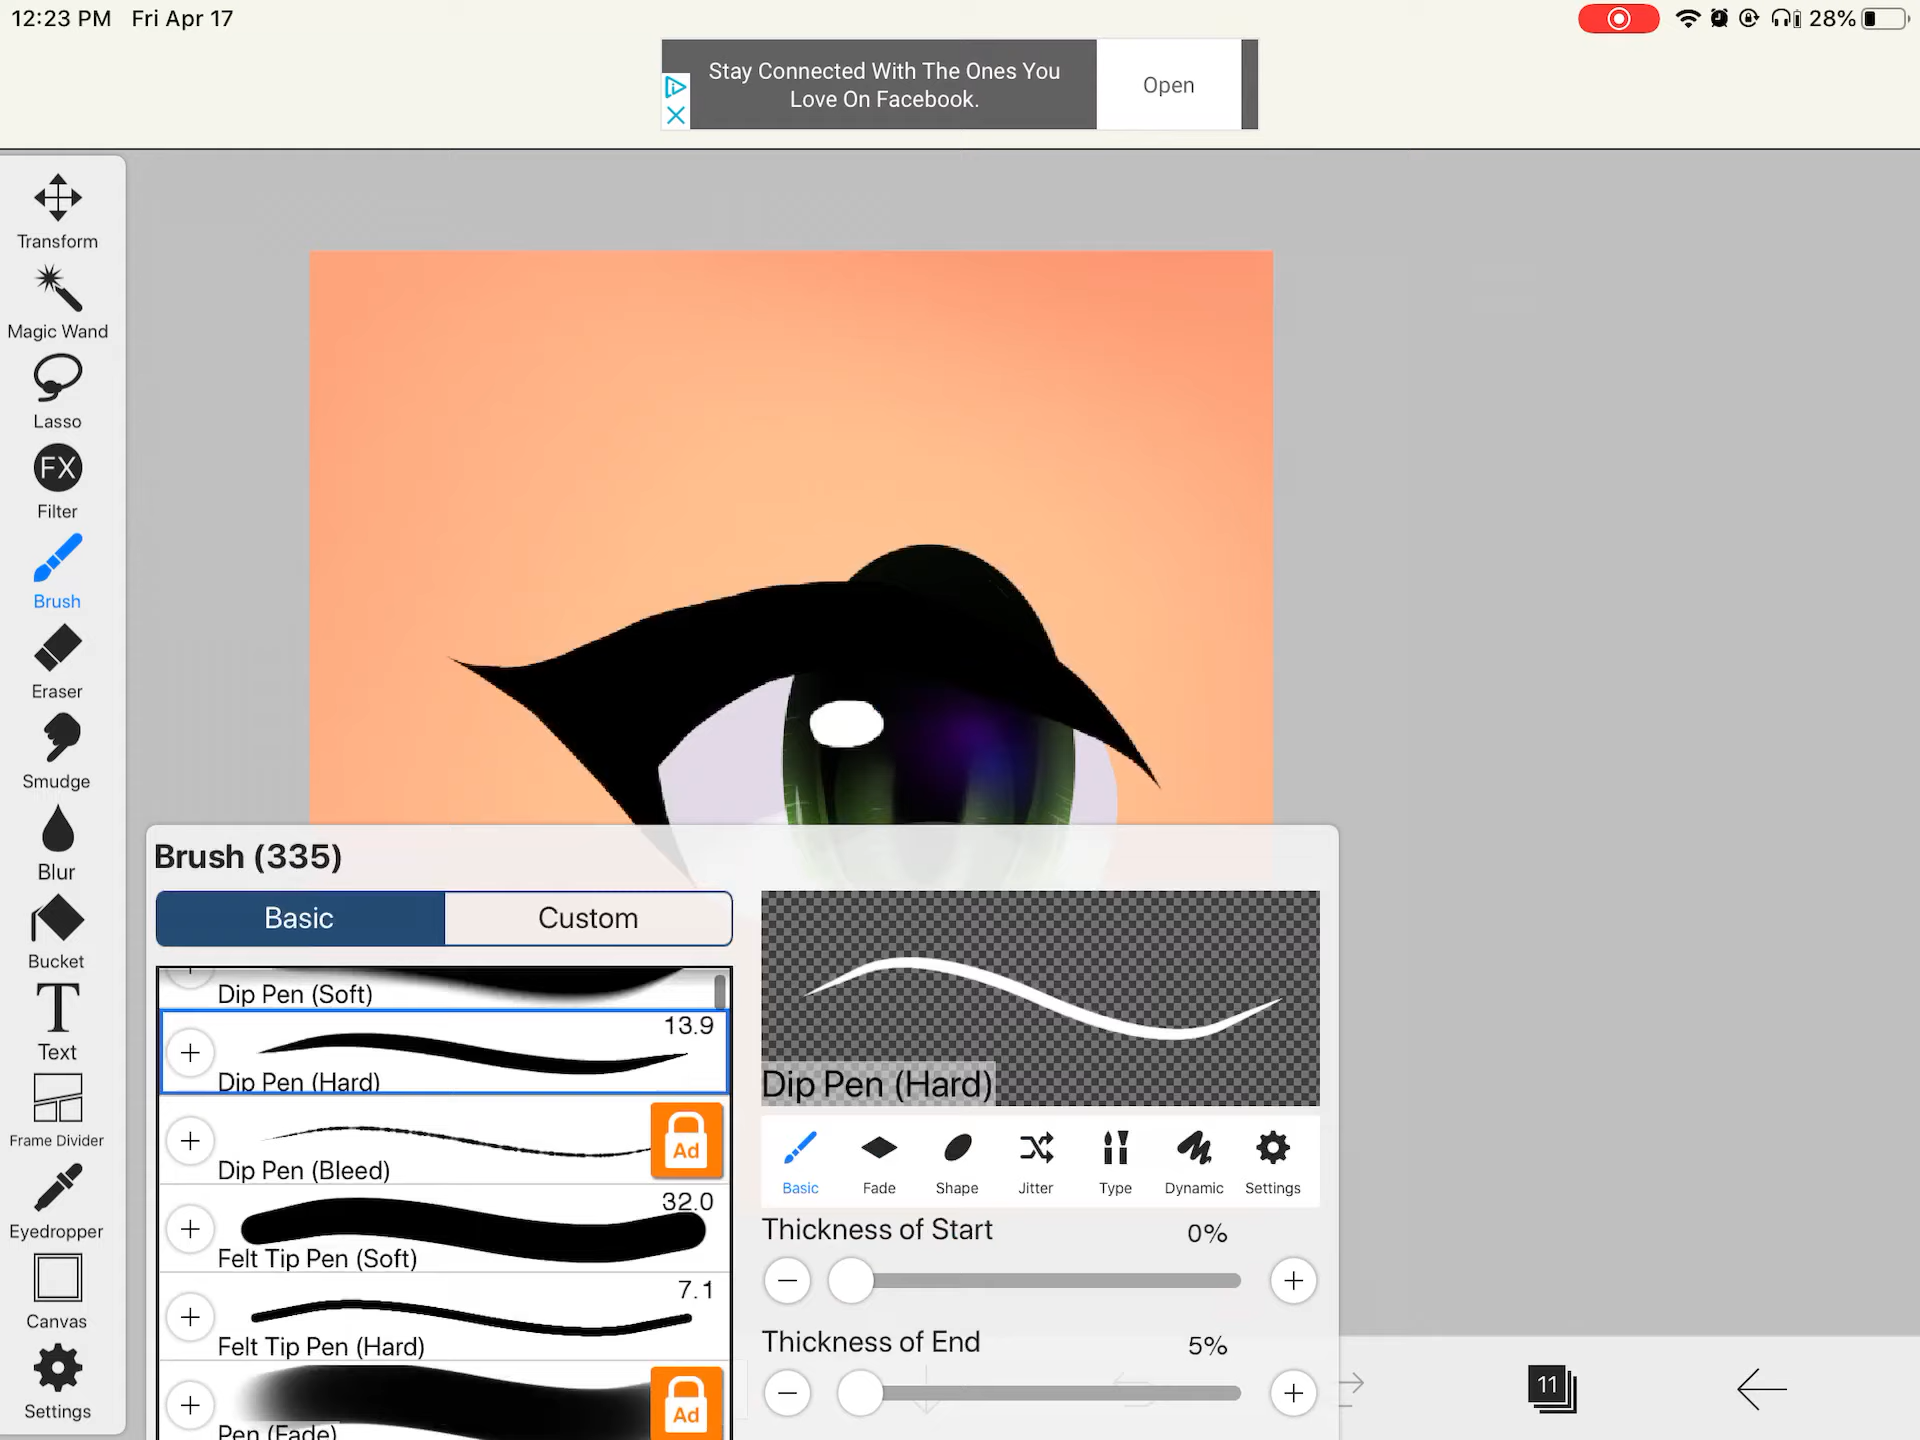 12:23 PM Fri Apr 17
28%
Stay Connected With The Ones You
Love On Facebook.
Open
Transform
Magic Wand
Lasso
FX
Filter
Brush
Eraser
Smudge
Blur
Bucket
T
Text
Frame Divider
Eyedropper
Canvas
Settings
Brush (335)
Basic
Custom
Dip Pen (Soft)
13.9
Dip Pen (Hard)
Ad
Dip Pen (Bleed)
32.0
Felt Tip Pen (Soft)
7.1
Felt Tip Pen (Hard)
Ad
Pen (Fade)
Dip Pen (Hard)
Basic
Fade
Shape
Jitter
Type
Dynamic
Settings
Thickness of Start
0%
Thickness of End
5%
11